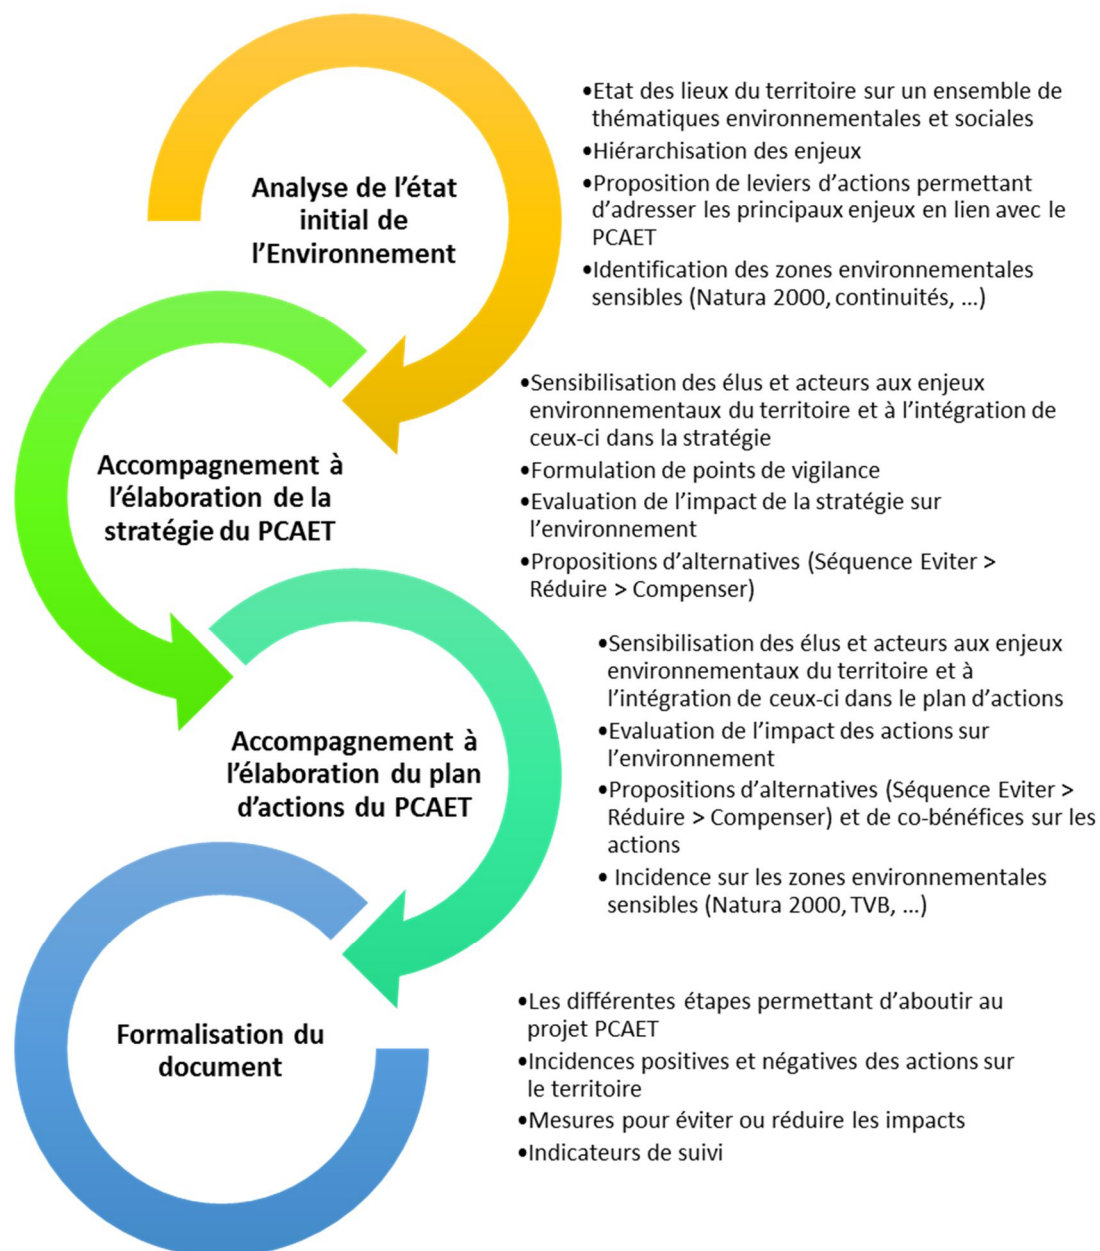 Analyse de l’état
initial de
l’Environnement
•Etat des lieux du territoire sur un ensemble de
thématiques environnementales et sociales
•Hiérarchisation des enjeux
•Proposition de leviers d’actions permettant
d’adresser les principaux enjeux en lien avec le
PCAET
•Identification des zones environnementales
sensibles (Natura 2000, continuités, ...)
Accompagnement à
l’élaboration de la
stratégie du PCAET
•Sensibilisation des élus et acteurs aux enjeux
environnementaux du territoire et à l’intégration de
ceux-ci dans la stratégie
•Formulation de points de vigilance
•Evaluation de l’impact de la stratégie sur
l’environnement
•Propositions d’alternatives (Séquence Eviter >
Réduire > Compenser)
Accompagnement à
l’élaboration du plan
d’actions du PCAET
•Sensibilisation des élus et acteurs aux enjeux
environnementaux du territoire et à
l’intégration de ceux-ci dans le plan d’actions
•Evaluation de l’impact des actions sur
l’environnement
•Propositions d’alternatives (Séquence Eviter >
Réduire > Compenser) et de co-bénéfices sur les
actions
• Incidence sur les zones environnementales
sensibles (Natura 2000, TVB, ...)
Formalisation du
document
•Les différentes étapes permettant d’aboutir au
projet PCAET
•Incidences positives et négatives des actions sur
le territoire
•Mesures pour éviter ou réduire les impacts
•Indicateurs de suivi